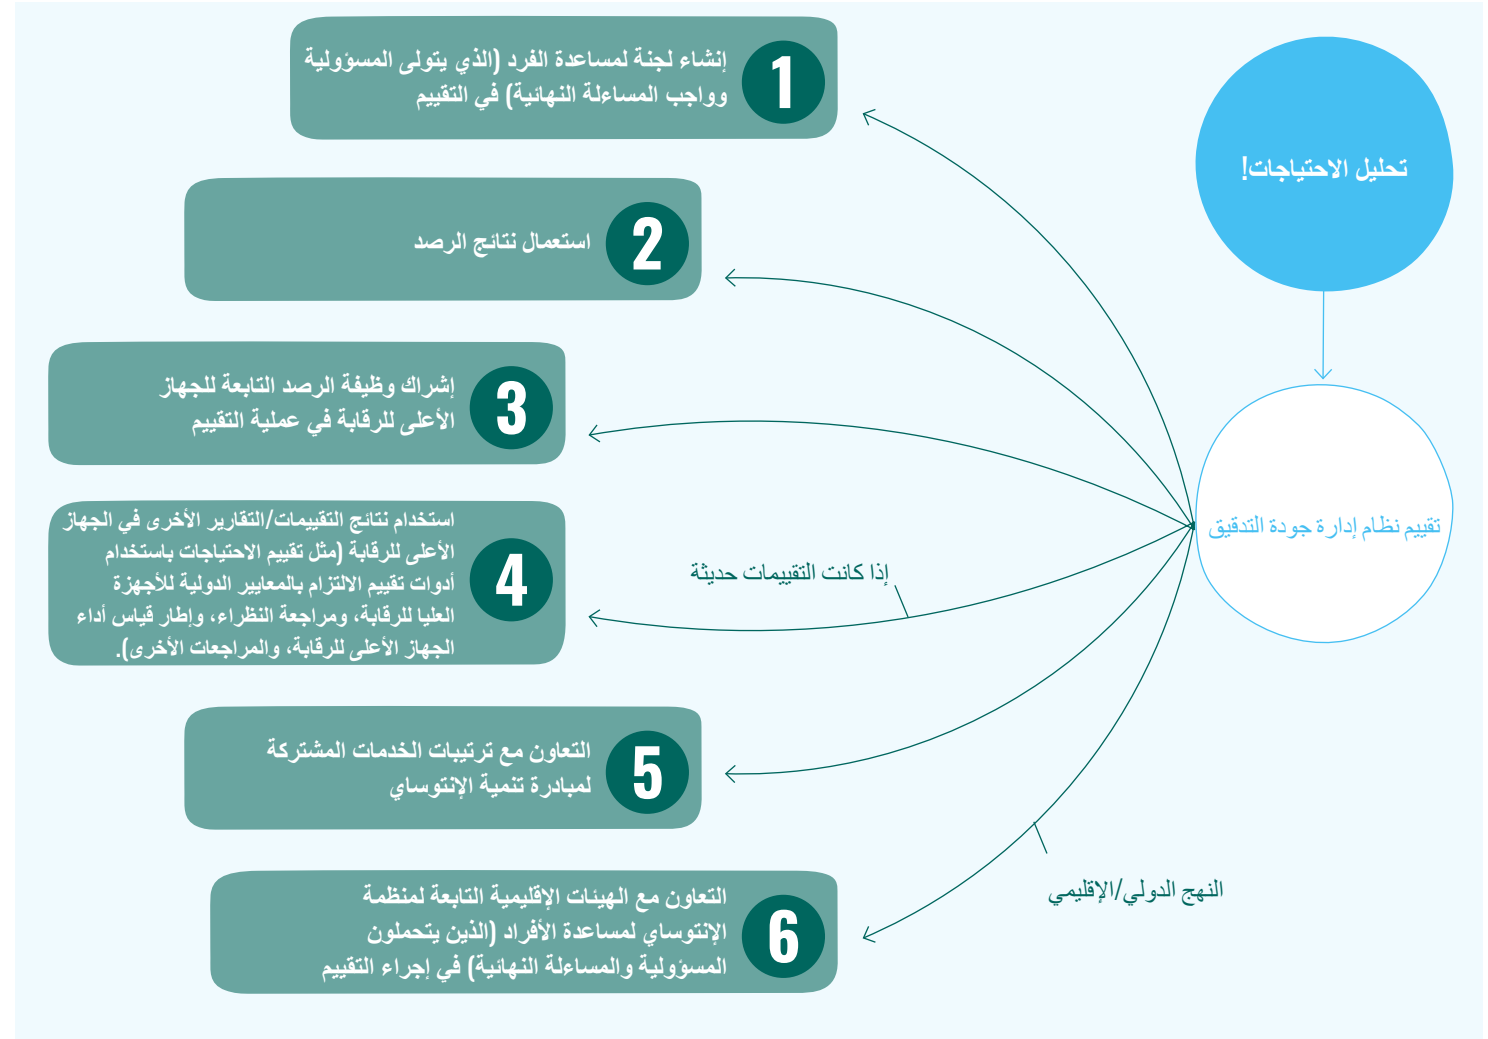 تحليل الاحتياجات!
تقييم نظام إدارة جودة التدقيق
1
إنشاء لجنة لمساعدة الفرد (الذي يتولى المسؤولية
وواجب المساءلة النهائية) في التقييم
2
استعمال نتائج الرصد
3
إشراك وظيفة الرصد التابعة للجهاز
الأعلى للرقابة في عملية التقييم
4
استخدام نتائج التقييمات/التقارير الأخرى في الجهاز
الأعلى للرقابة (مثل تقييم الاحتياجات باستخدام
أدوات تقييم الالتزام بالمعايير الدولية للأجهزة
العليا للرقابة، ومراجعة النظراء، وإطار قياس أداء
الجهاز الأعلى للرقابة، والمراجعات الأخرى).
إذا كانت التقييمات حديثة
5
التعاون مع ترتيبات الخدمات المشتركة
لمبادرة تنمية الإنتوساي
6
التعاون مع الهيئات الإقليمية التابعة لمنظمة
الإنتوساي لمساعدة الأفراد (الذين يتحملون
المسؤولية والمساءلة النهائية) في إجراء التقييم
النهج الدولي/الإقليمي